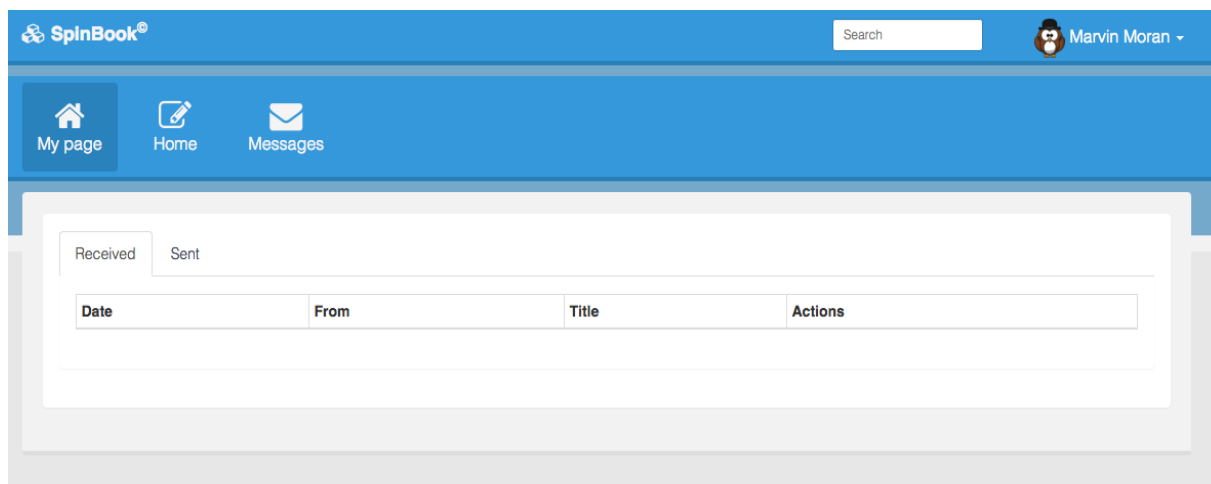 SpinBook©
Search
Marvin Moran
My page
Home
Messages
Received Sent
Date From Title Actions